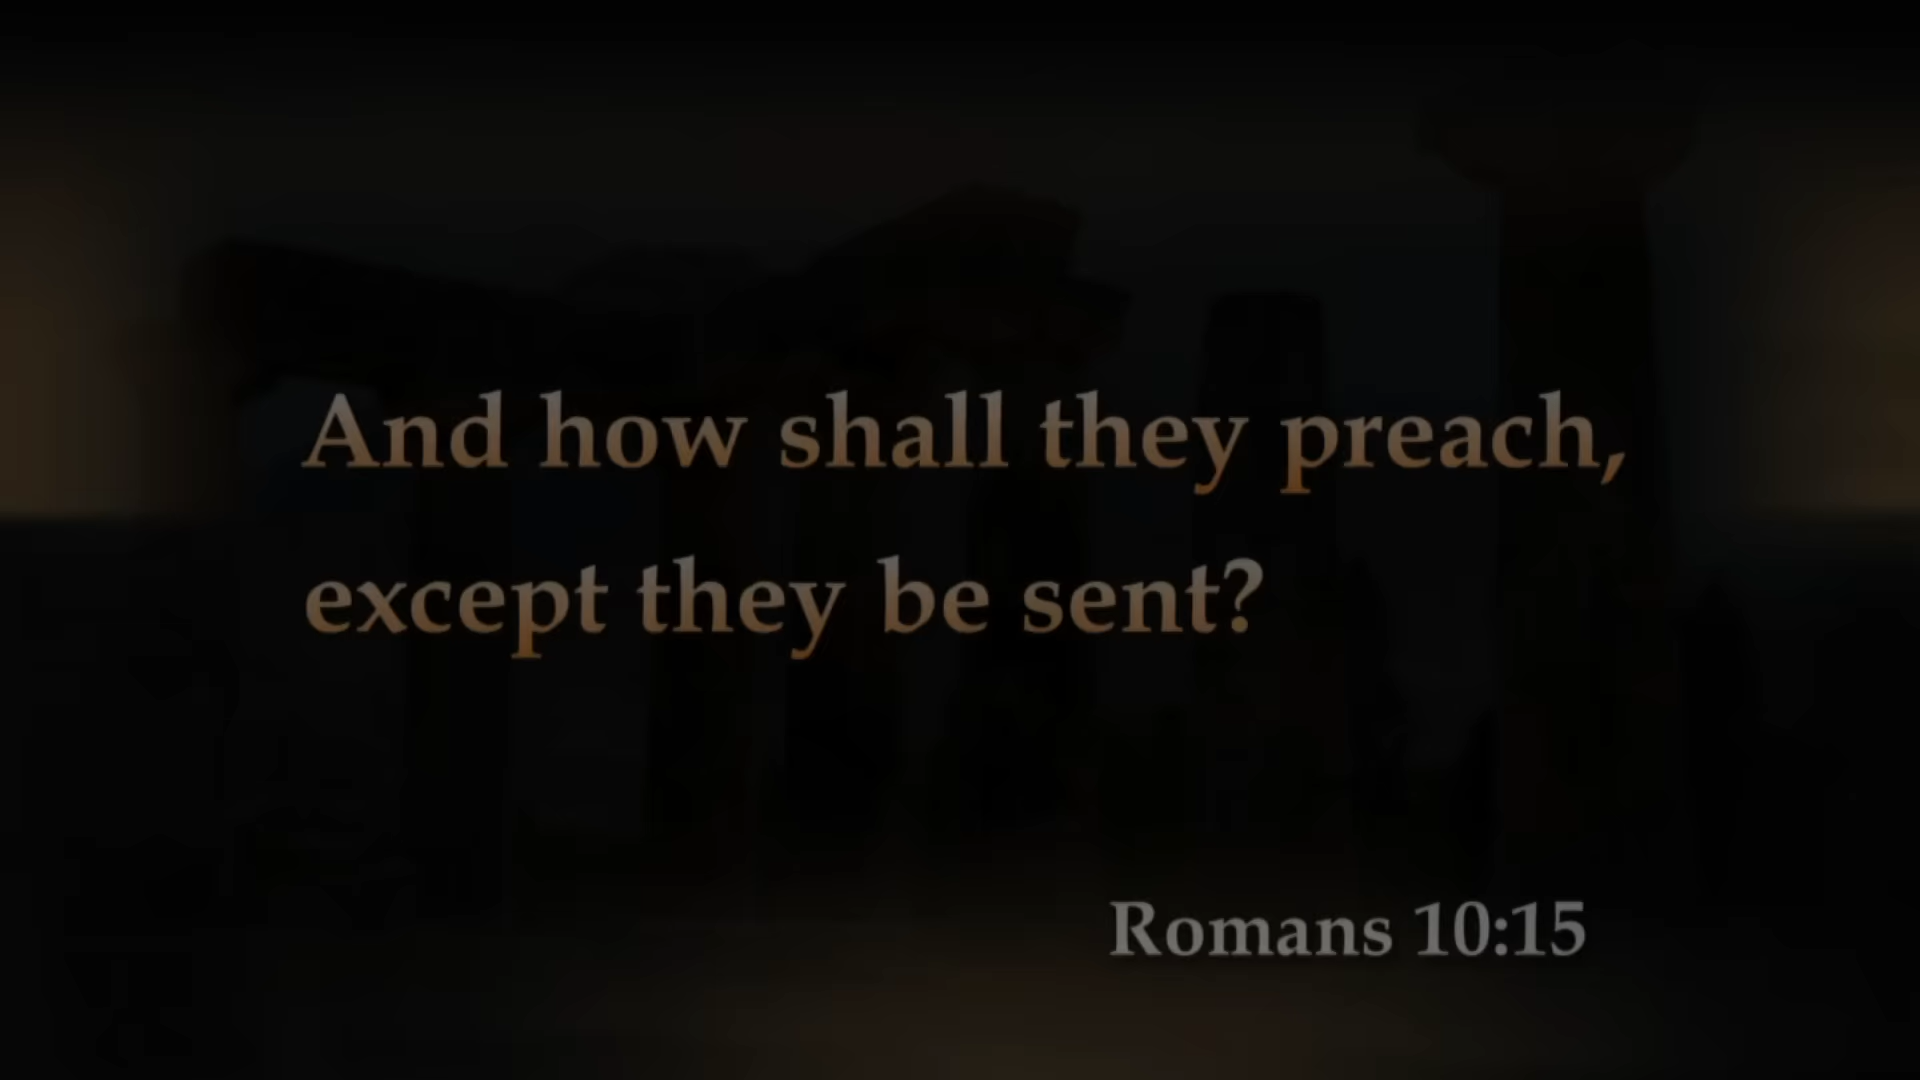 And how shall they preach,
except they be sent?
Romans 10:15